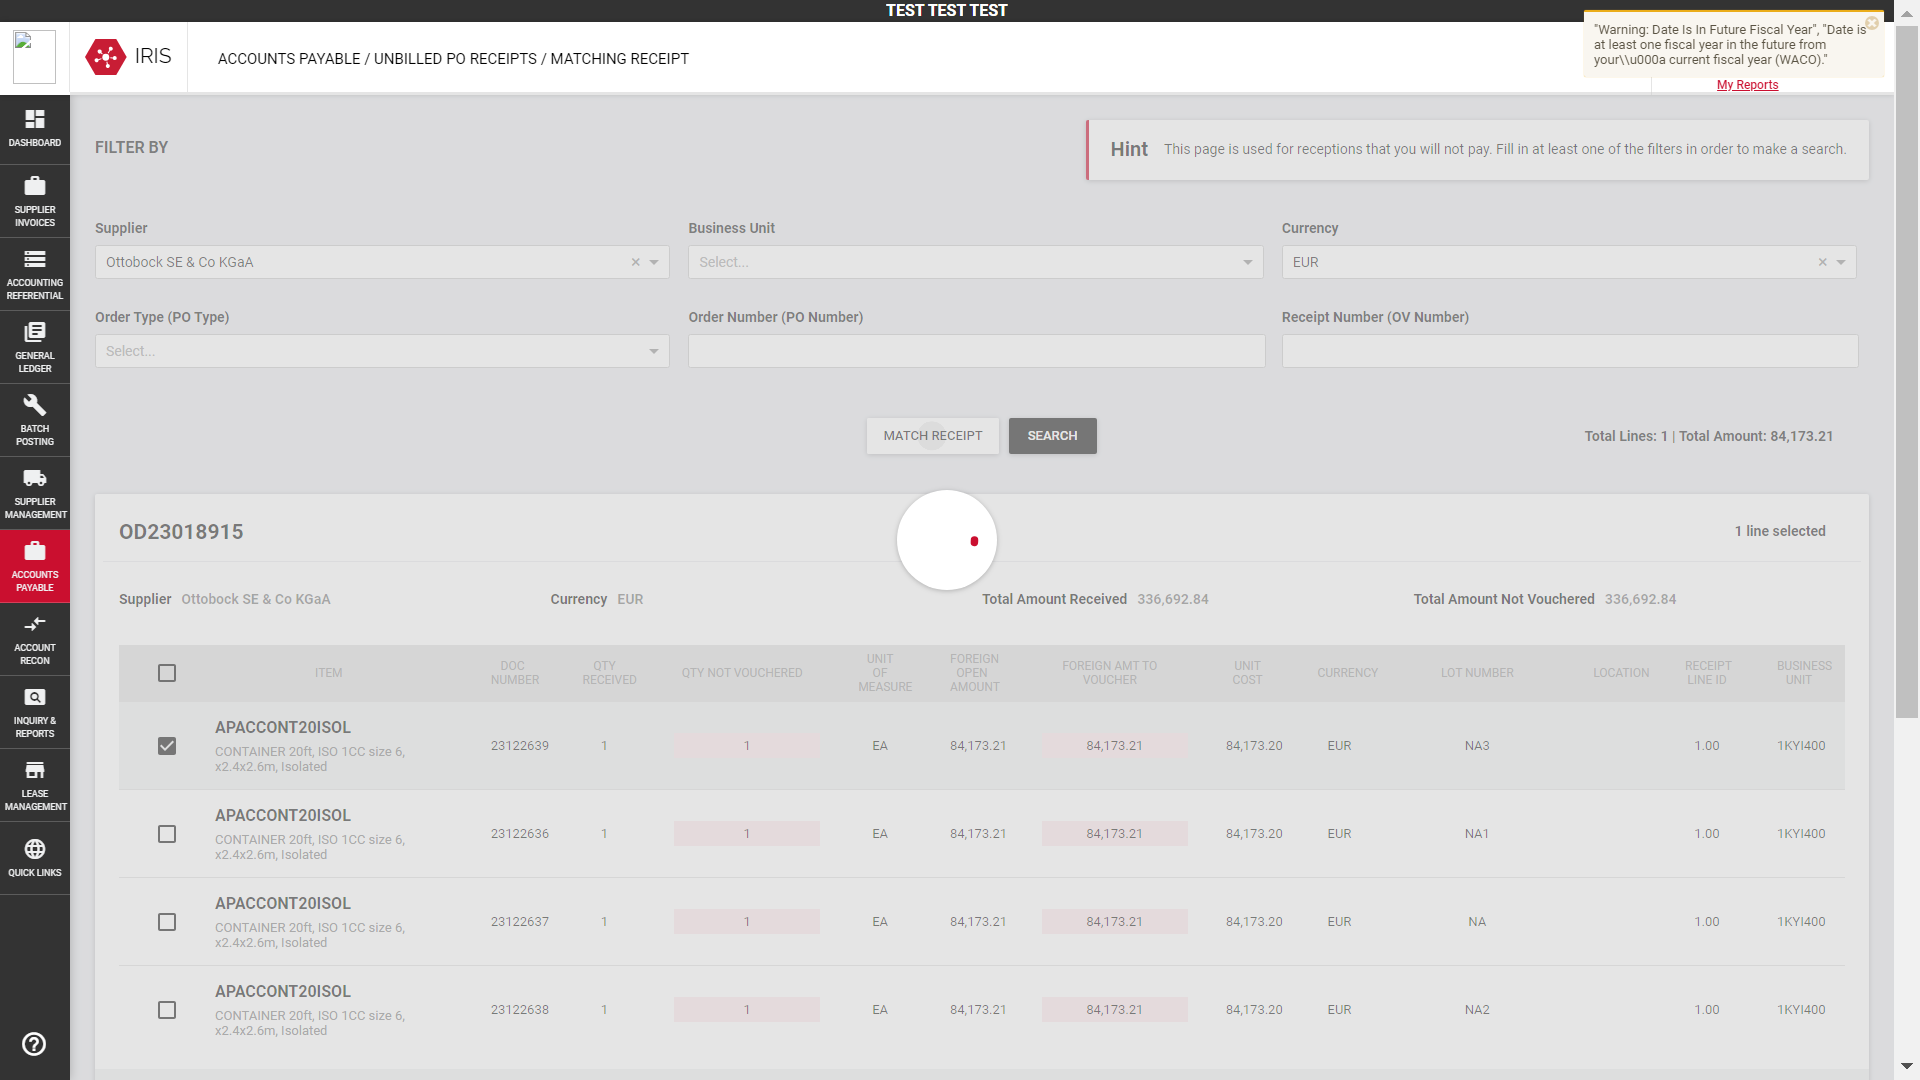 TEST TEST TEST
"Warning: Date Is In Future Fiscal Year", "Date is
at least one fiscal year in the future from
your\\u000a current fiscal year (WACO)."
IRIS
ACCOUNTS PAYABLE / UNBILLED PO RECEIPTS / MATCHING RECEIPT
My Reports
DASHBOARD
SUPPLIER
INVOICES
ACCOUNTING
REFERENTIAL
GENERAL
LEDGER
BATCH
POSTING
SUPPLIER
MANAGEMENT
ACCOUNTS
PAYABLE
ACCOUNT
RECON
INQUIRY &
REPORTS
LEASE
MANAGEMENT
QUICK LINKS
FILTER BY
Hint This page is used for receptions that you will not pay. Fill in at least one of the filters in order to make a search.
Supplier Business Unit Currency
Ottobock SE & Co KGaA Select... EUR
Order Type (PO Type) Order Number (PO Number) Receipt Number (OV Number)
Select...
MATCH RECEIPT SEARCH Total Lines: 1 | Total Amount: 84,173.21
OD23018915 1 line selected
Supplier Ottobock SE & Co KGaA Currency EUR Total Amount Received 336,692.84 Total Amount Not Vouchered 336,692.84
ITEM DOC NUMBER QTY RECEIVED QTY NOT VOUCHERED UNIT OF MEASURE FOREIGN OPEN AMOUNT FOREIGN AMT TO VOUCHER UNIT COST CURRENCY LOT NUMBER LOCATION RECEIPT LINE ID BUSINESS UNIT
APACCONT20ISOL
CONTAINER 20ft, ISO 1CC size 6,
x2.4x2.6m, Isolated
23122639 1 1 EA 84,173.21 84,173.21 84,173.20 EUR NA3 1.00 1KYI400
APACCONT20ISOL
CONTAINER 20ft, ISO 1CC size 6,
x2.4x2.6m, Isolated
23122636 1 1 EA 84,173.21 84,173.21 84,173.20 EUR NA1 1.00 1KYI400
APACCONT20ISOL
CONTAINER 20ft, ISO 1CC size 6,
x2.4x2.6m, Isolated
23122637 1 1 EA 84,173.21 84,173.21 84,173.20 EUR NA 1.00 1KYI400
APACCONT20ISOL
CONTAINER 20ft, ISO 1CC size 6,
x2.4x2.6m, Isolated
23122638 1 1 EA 84,173.21 84,173.21 84,173.20 EUR NA2 1.00 1KYI400